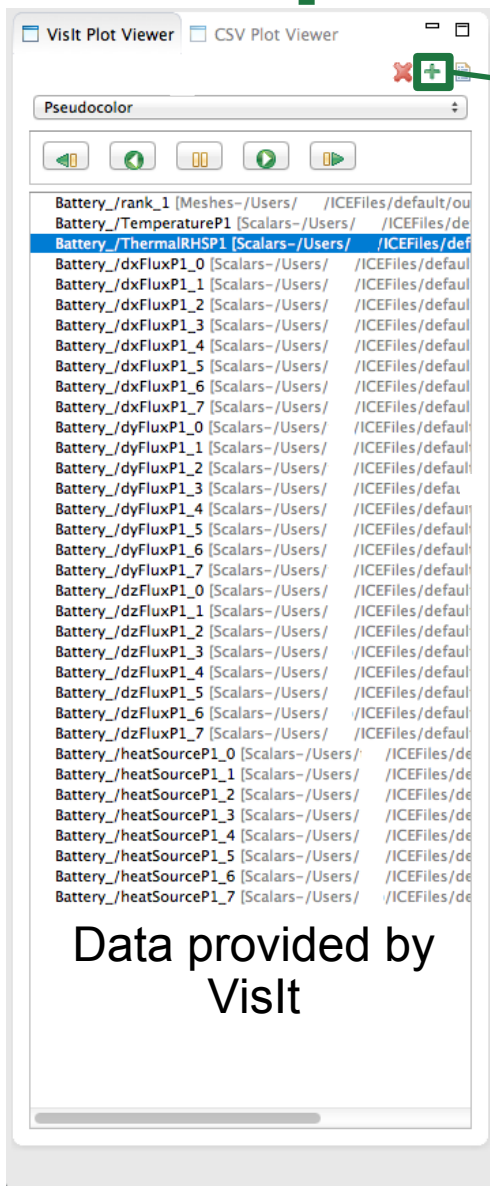 VisIt Plot Viewer CSV Plot Viewer
Pseudocolor
Battery_/rank_1 [Meshes-/Users/ /ICEFiles/default/ou
Battery_/TemperatureP1 [Scalars-/Users/ /ICEFiles/de
Battery_/ThermalRHSP1 [Scalars-/Users/ /ICEFiles/def
Battery_/dxFluxP1_0 [Scalars-/Users/ /ICEFiles/defaul
Battery_/dxFluxP1_1 [Scalars-/Users/ /ICEFiles/defaul
Battery_/dxFluxP1_2 [Scalars-/Users/ /ICEFiles/defaul
Battery_/dxFluxP1_3 [Scalars-/Users/ /ICEFiles/defaul
Battery_/dxFluxP1_4 [Scalars-/Users/ /ICEFiles/defaul
Battery_/dxFluxP1_5 [Scalars-/Users/ /ICEFiles/defaul
Battery_/dxFluxP1_6 [Scalars-/Users/ /ICEFiles/defaul
Battery_/dxFluxP1_7 [Scalars-/Users/ /ICEFiles/defaul
Battery_/dyFluxP1_0 [Scalars-/Users/ /ICEFiles/defaul
Battery_/dyFluxP1_1 [Scalars-/Users/ /ICEFiles/defaul
Battery_/dyFluxP1_2 [Scalars-/Users/ /ICEFiles/defaul
Battery_/dyFluxP1_3 [Scalars-/Users/ /ICEFiles/defau
Battery_/dyFluxP1_4 [Scalars-/Users/ /ICEFiles/defaul
Battery_/dyFluxP1_5 [Scalars-/Users/ /ICEFiles/defaul
Battery_/dyFluxP1_6 [Scalars-/Users/ /ICEFiles/defaul
Battery_/dyFluxP1_7 [Scalars-/Users/ /ICEFiles/defaul
Battery_/dzFluxP1_0 [Scalars-/Users/ /ICEFiles/defaul
Battery_/dzFluxP1_1 [Scalars-/Users/ /ICEFiles/defaul
Battery_/dzFluxP1_2 [Scalars-/Users/ /ICEFiles/defaul
Battery_/dzFluxP1_3 [Scalars-/Users/ /ICEFiles/defaul
Battery_/dzFluxP1_4 [Scalars-/Users/ /ICEFiles/defaul
Battery_/dzFluxP1_5 [Scalars-/Users/ /ICEFiles/defaul
Battery_/dzFluxP1_6 [Scalars-/Users/ /ICEFiles/defaul
Battery_/dzFluxP1_7 [Scalars-/Users/ /ICEFiles/defaul
Battery_/heatSourceP1_0 [Scalars-/Users/ /ICEFiles/de
Battery_/heatSourceP1_1 [Scalars-/Users/ /ICEFiles/de
Battery_/heatSourceP1_2 [Scalars-/Users/ /ICEFiles/de
Battery_/heatSourceP1_3 [Scalars-/Users/ /ICEFiles/de
Battery_/heatSourceP1_4 [Scalars-/Users/ /ICEFiles/de
Battery_/heatSourceP1_5 [Scalars-/Users/ /ICEFiles/de
Battery_/heatSourceP1_6 [Scalars-/Users/ /ICEFiles/de
Battery_/heatSourceP1_7 [Scalars-/Users/ /ICEFiles/de
Data provided by
VisIt